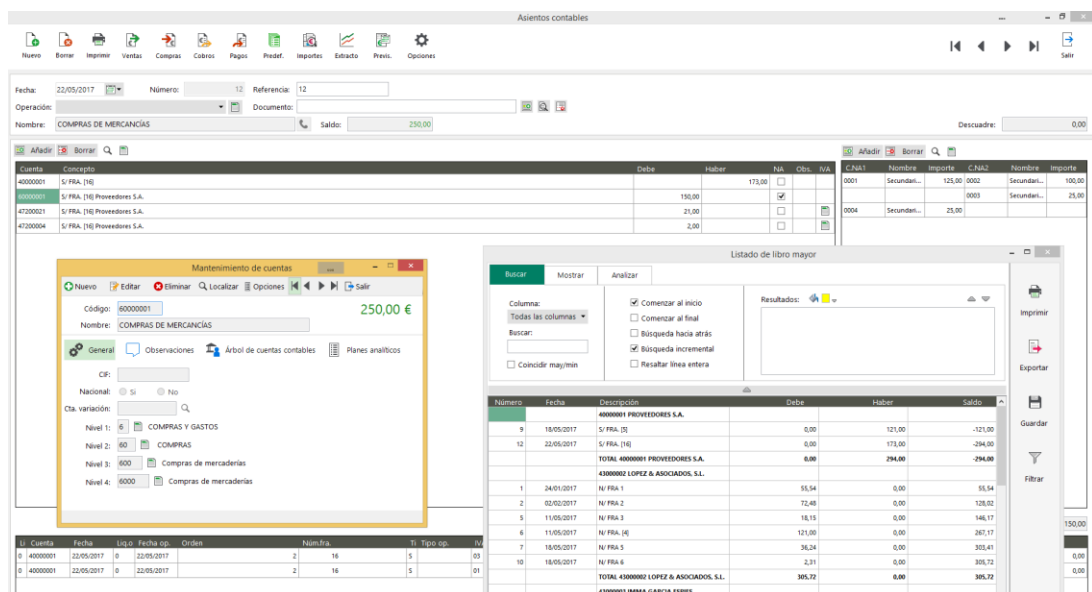 Asientos contables
Nuevo Borrar Imprimir Ventas Compras Cobros Pagos Predef. Importes Extracto Previs. Opciones Salir
Fecha: 22/05/2017 Número: 12 Referencia: 12
Operación: Documento:
Nombre: COMPRAS DE MERCANCÍAS Saldo: 250,00 Descuadre: 0,00
Añadir Borrar
Cuenta Concepto Debe Haber NA Obs. IVA
40000001 S/ FRA. [16] 173,00
60000001 S/ FRA. [16] Proveedores S.A. 150,00
47200021 S/ FRA. [16] Proveedores S.A. 21,00
47200004 S/ FRA. [16] Proveedores S.A. 2,00
Añadir Borrar
C.NA1 Nombre Importe C.NA2 Nombre Importe
0001 Secundari... 125,00 0002 Secundari... 100,00
0003 Secundari... 25,00
0004 Secundari... 25,00
Mantenimiento de cuentas
Nuevo Editar Eliminar Localizar Opciones Salir
Código: 60000001 250,00 €
Nombre: COMPRAS DE MERCANCÍAS
General Observaciones Árbol de cuentas contables Planes analíticos
CIF:
Nacional: Si No
Cta. variación:
Nivel 1: 6 COMPRAS Y GASTOS
Nivel 2: 60 COMPRAS
Nivel 3: 600 Compras de mercaderías
Nivel 4: 6000 Compras de mercaderías
Listado de libro mayor
Buscar Mostrar Analizar
Columna:
Todas las columnas
Buscar:
Coincidir may/min
Comenzar al inicio
Comenzar al final
Búsqueda hacia atrás
Búsqueda incremental
Resaltar línea entera
Resultados:
Imprimir
Exportar
Guardar
Filtrar
Número Fecha Descripción Debe Haber Saldo
40000001 PROVEEDORES S.A.
9 18/05/2017 S/ FRA. [5] 0,00 121,00 -121,00
12 22/05/2017 S/ FRA. [16] 0,00 173,00 -294,00
TOTAL 40000001 PROVEEDORES S.A. 0,00 294,00 -294,00
43000002 LOPEZ & ASOCIADOS, S.L.
1 24/01/2017 N/ FRA 1 55,54 0,00 55,54
2 02/02/2017 N/ FRA 2 72,48 0,00 128,02
5 11/05/2017 N/ FRA 3 18,15 0,00 146,17
6 11/05/2017 N/ FRA. [4] 121,00 0,00 267,17
7 18/05/2017 N/ FRA 5 36,24 0,00 303,41
10 18/05/2017 N/ FRA 6 2,31 0,00 305,72
TOTAL 43000002 LOPEZ & ASOCIADOS, S.L. 305,72 0,00 305,72
150,00
Li Cuenta Fecha Liq.o Fecha op. Orden Núm.fra. Ti Tipo op. IVA
0 40000001 22/05/2017 0 22/05/2017 2 16 S 03 0,00
0 40000001 22/05/2017 0 22/05/2017 2 16 S 01 0,00